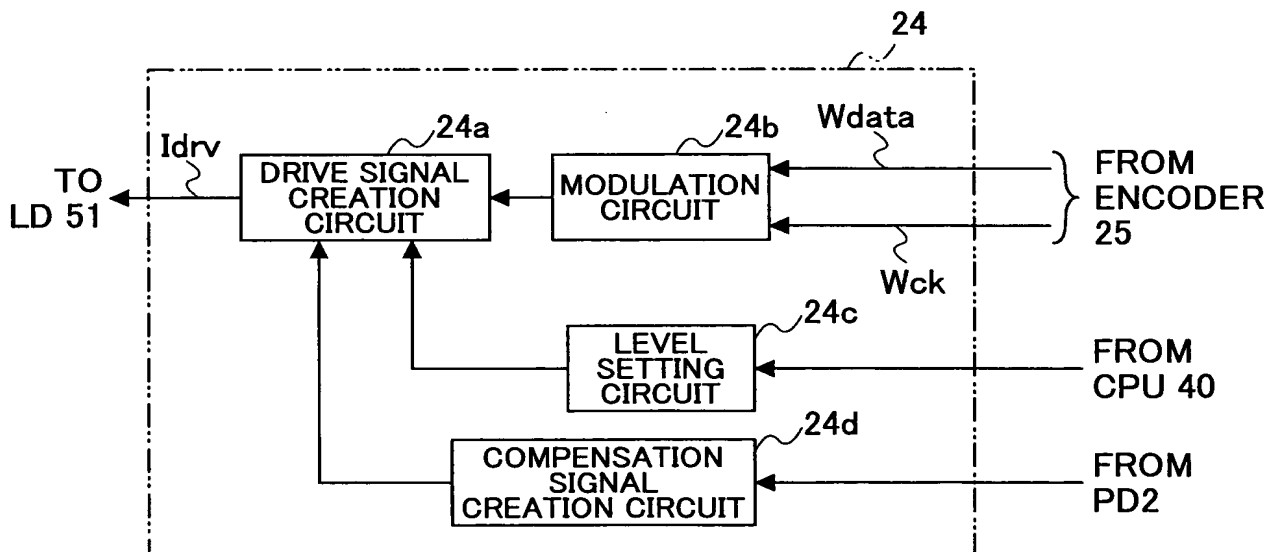 24
24a
24b
Wdata
Idrv
TO
LD 51
DRIVE SIGNAL
CREATION
CIRCUIT
MODULATION
CIRCUIT
FROM
ENCODER
25
Wck
24c
LEVEL
SETTING
CIRCUIT
FROM
CPU 40
24d
COMPENSATION
SIGNAL
CREATION CIRCUIT
FROM
PD2